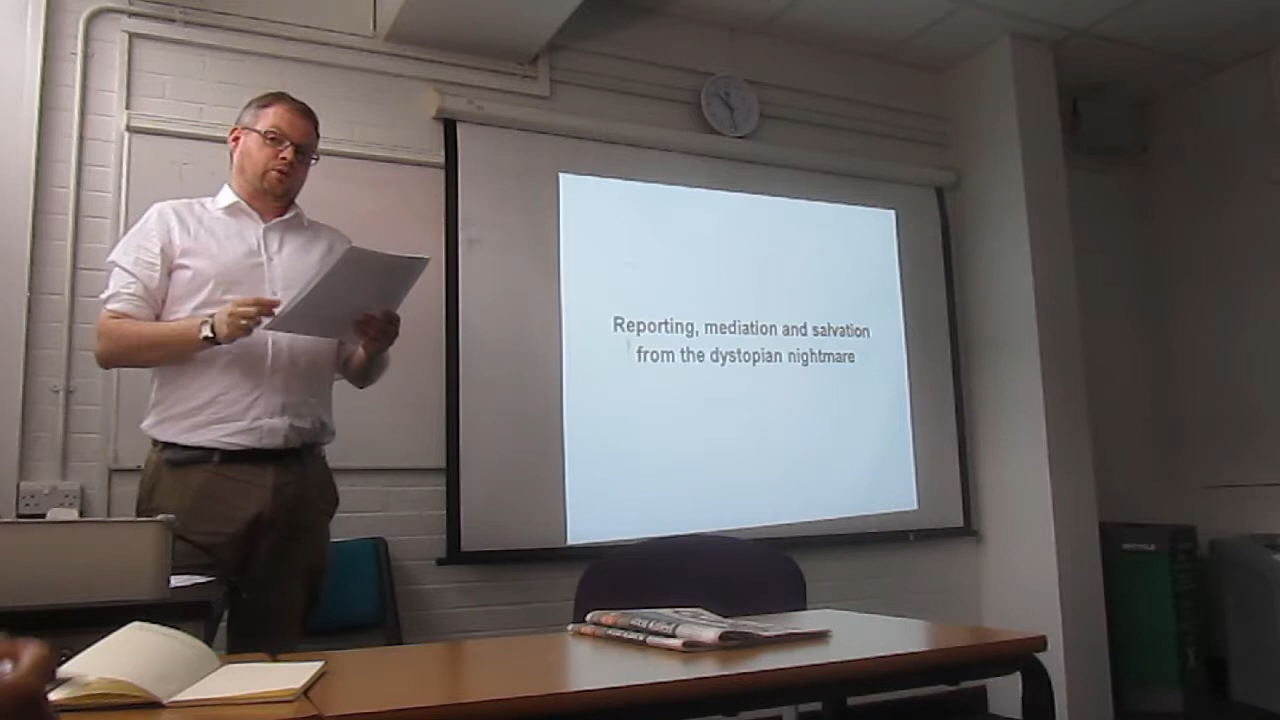 Reporting, mediation and salvation
from the dystopian nightmare